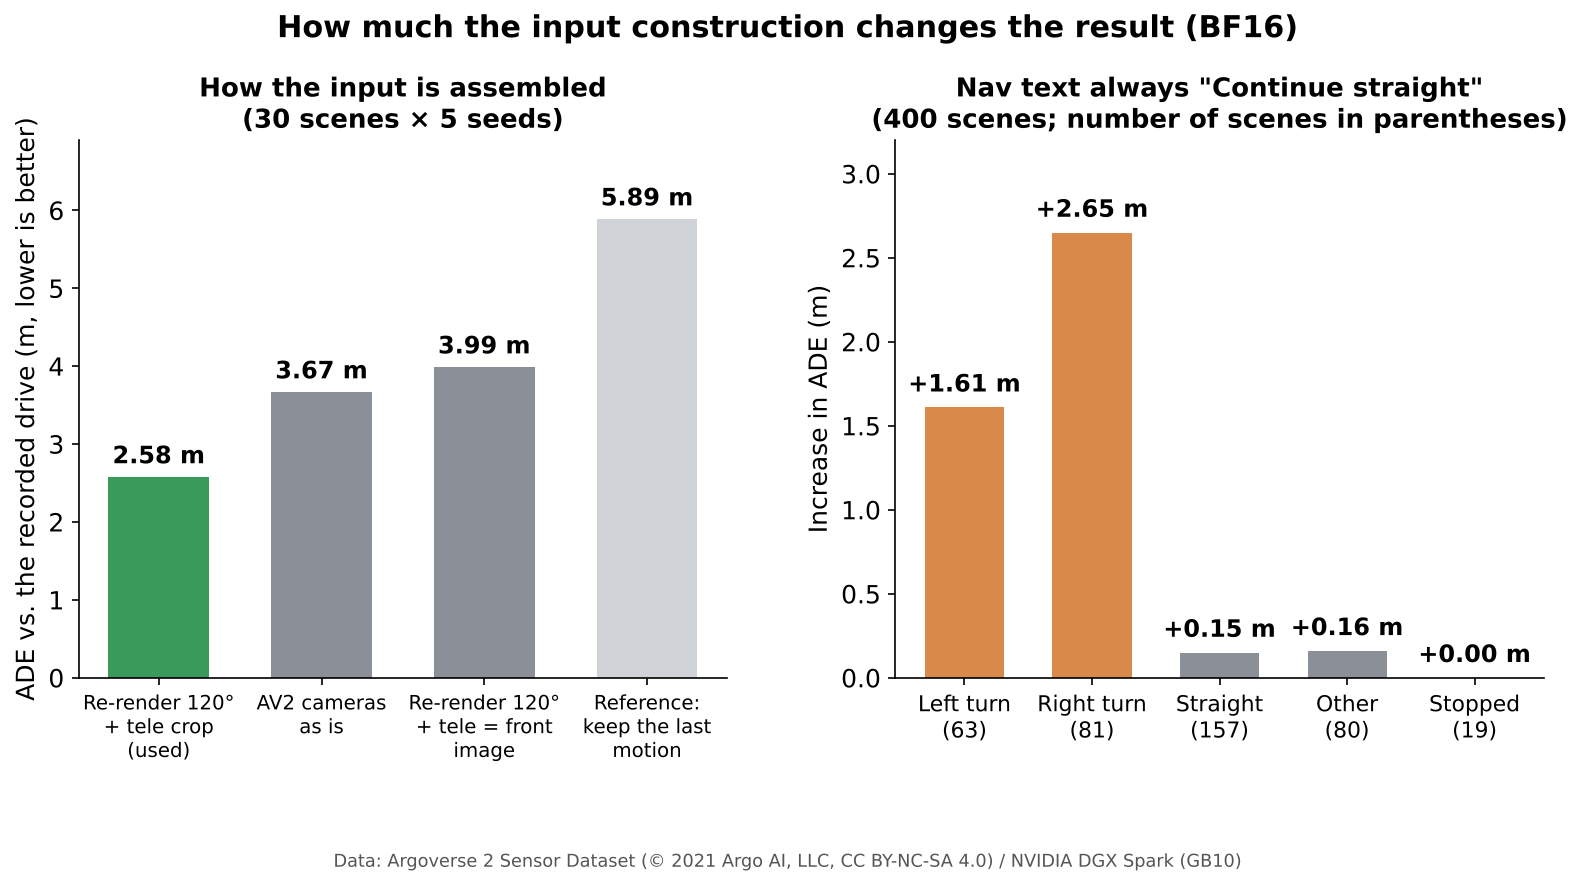 How much the input construction changes the result (BF16)
How the input is assembled
(30 scenes × 5 seeds)
ADE vs. the recorded drive (m, lower is better)
6
5
4
3
2
1
0
2.58 m
3.67 m
3.99 m
5.89 m
Re-render 120°
+ tele crop
(used)
AV2 cameras
as is
Re-render 120°
+ tele = front
image
Reference:
keep the last
motion
Nav text always "Continue straight"
(400 scenes; number of scenes in parentheses)
Increase in ADE (m)
3.0
2.5
2.0
1.5
1.0
0.5
0.0
+1.61 m
+2.65 m
+0.15 m
+0.16 m
+0.00 m
Left turn
(63)
Right turn
(81)
Straight
(157)
Other
(80)
Stopped
(19)
Data: Argoverse 2 Sensor Dataset (© 2021 Argo AI, LLC, CC BY-NC-SA 4.0) / NVIDIA DGX Spark (GB10)